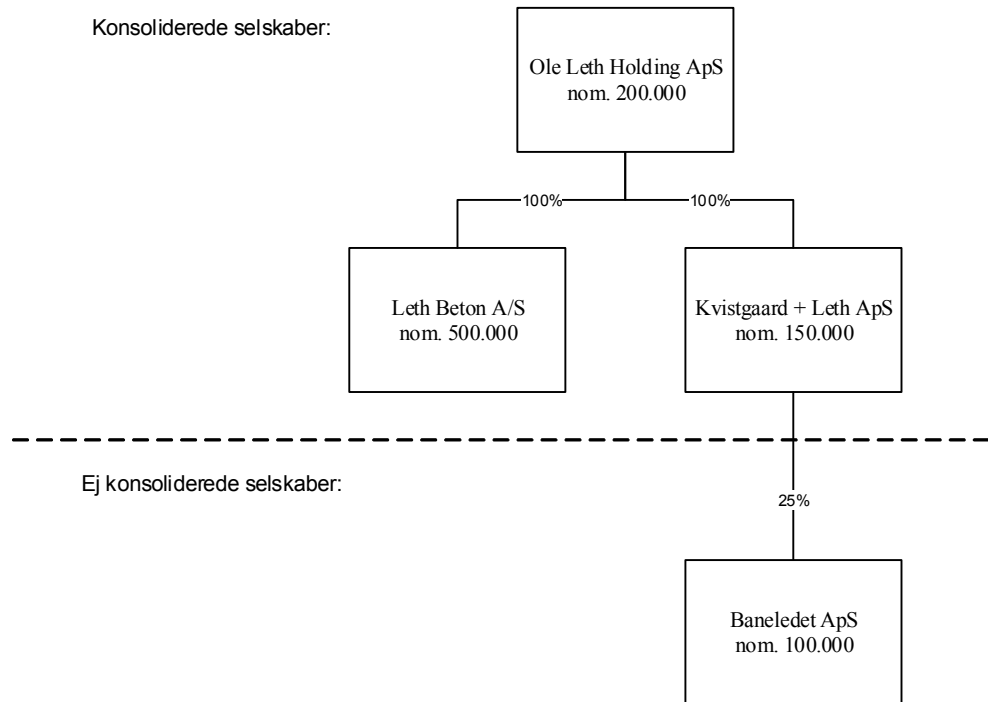 Konsoliderede selskaber:
Ole Leth Holding ApS
nom. 200.000
100%
100%
Leth Beton A/S
nom. 500.000
Kvistgaard + Leth ApS
nom. 150.000
Ej konsoliderede selskaber:
25%
Baneledet ApS
nom. 100.000